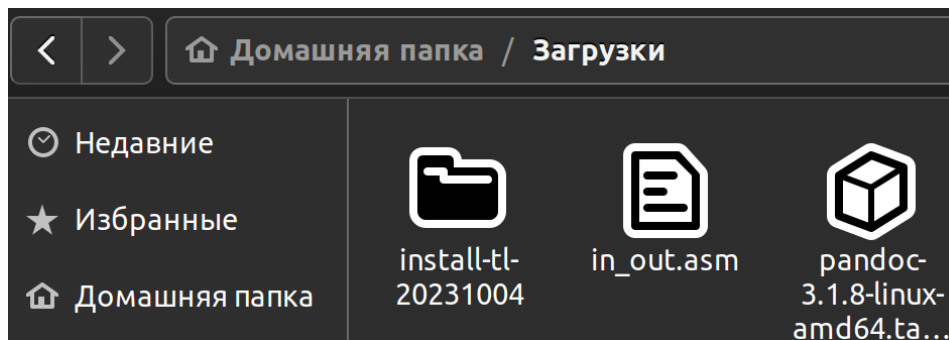 Домашняя папка / Загрузки
Недавние
Избранные
Домашняя папка
install-tl-
20231004
in_out.asm
pandoc-
3.1.8-linux-
amd64.ta...